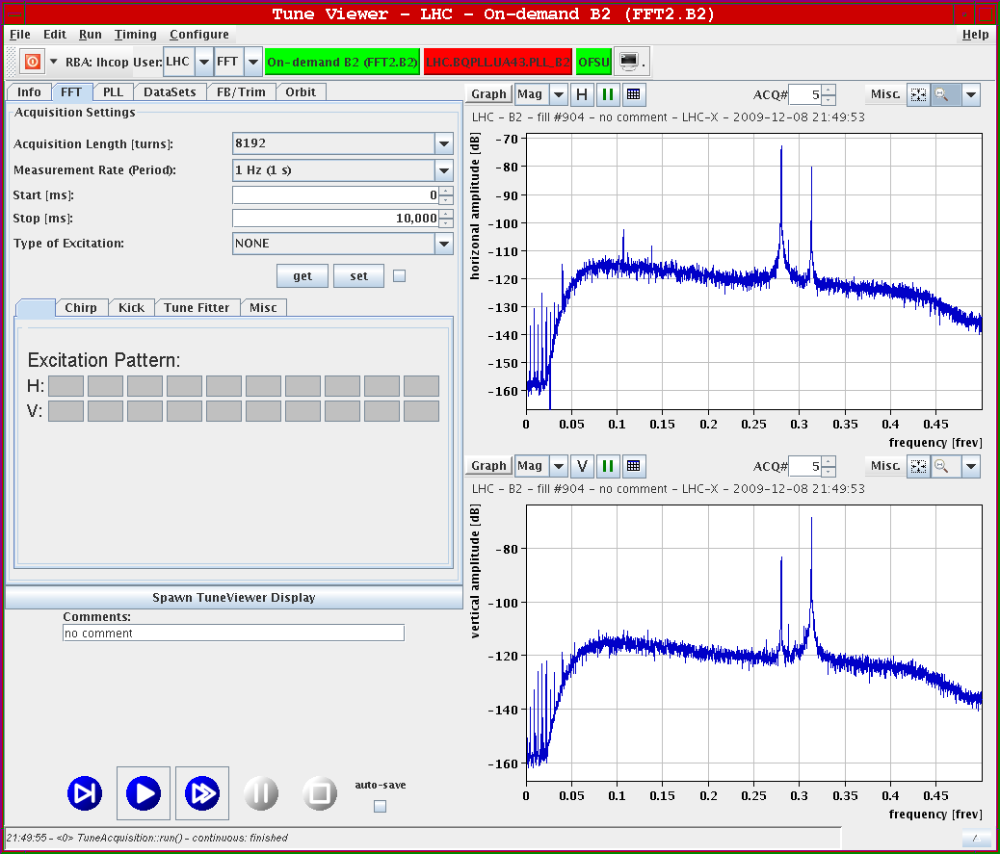 Tune Viewer - LHC - On-demand B2 (FFT2.B2)
File Edit Run Timing Configure Help
RBA: lhcop User: LHC FFT On-demand B2 (FFT2.B2) LHC.BQPLL.UA43.PLL_B2 OFSU .
Info FFT PLL DataSets FB/Trim Orbit
Acquisition Settings
Acquisition Length [turns]: 8192
Measurement Rate (Period): 1 Hz (1 s)
Start [ms]: 0
Stop [ms]: 10,000
Type of Excitation: NONE
get set
Chirp Kick Tune Fitter Misc
Excitation Pattern:
H:
V:
Spawn TuneViewer Display
Comments:
no comment
auto-save
21:49:55 - <0> TuneAcquisition::run() - continuous: finished
Graph Mag H ACQ# 5 Misc.
LHC - B2 - fill #904 - no comment - LHC-X - 2009-12-08 21:49:53
horizonal amplitude [dB]
-70
-80
-90
-100
-110
-120
-130
-140
-150
-160
0 0.05 0.1 0.15 0.2 0.25 0.3 0.35 0.4 0.45
frequency [frev]
Graph Mag V ACQ# 5 Misc.
LHC - B2 - fill #904 - no comment - LHC-X - 2009-12-08 21:49:53
vertical amplitude [dB]
-80
-100
-120
-140
-160
0 0.05 0.1 0.15 0.2 0.25 0.3 0.35 0.4 0.45
frequency [frev]